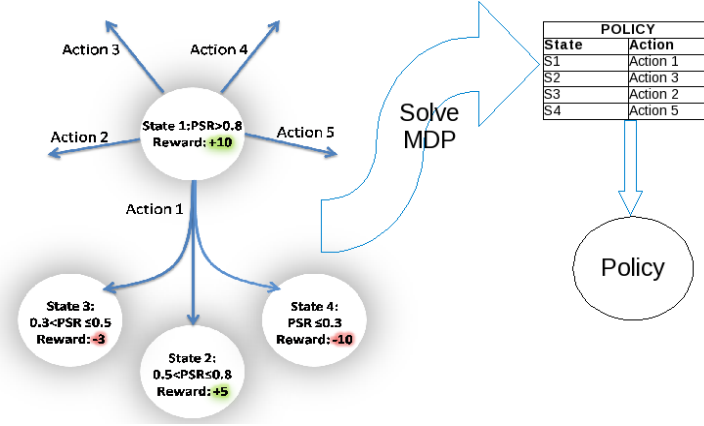 Action 3
Action 4
State 1:PSR>0.8
Reward: +10
Action 2
Action 5
Action 1
State 3:
0.3<PSR ≤0.5
Reward: -3
State 2:
0.5<PSR≤0.8
Reward: +5
State 4:
PSR ≤0.3
Reward: -10
Solve
MDP
POLICY
State Action
S1 Action 1
S2 Action 3
S3 Action 2
S4 Action 5
Policy